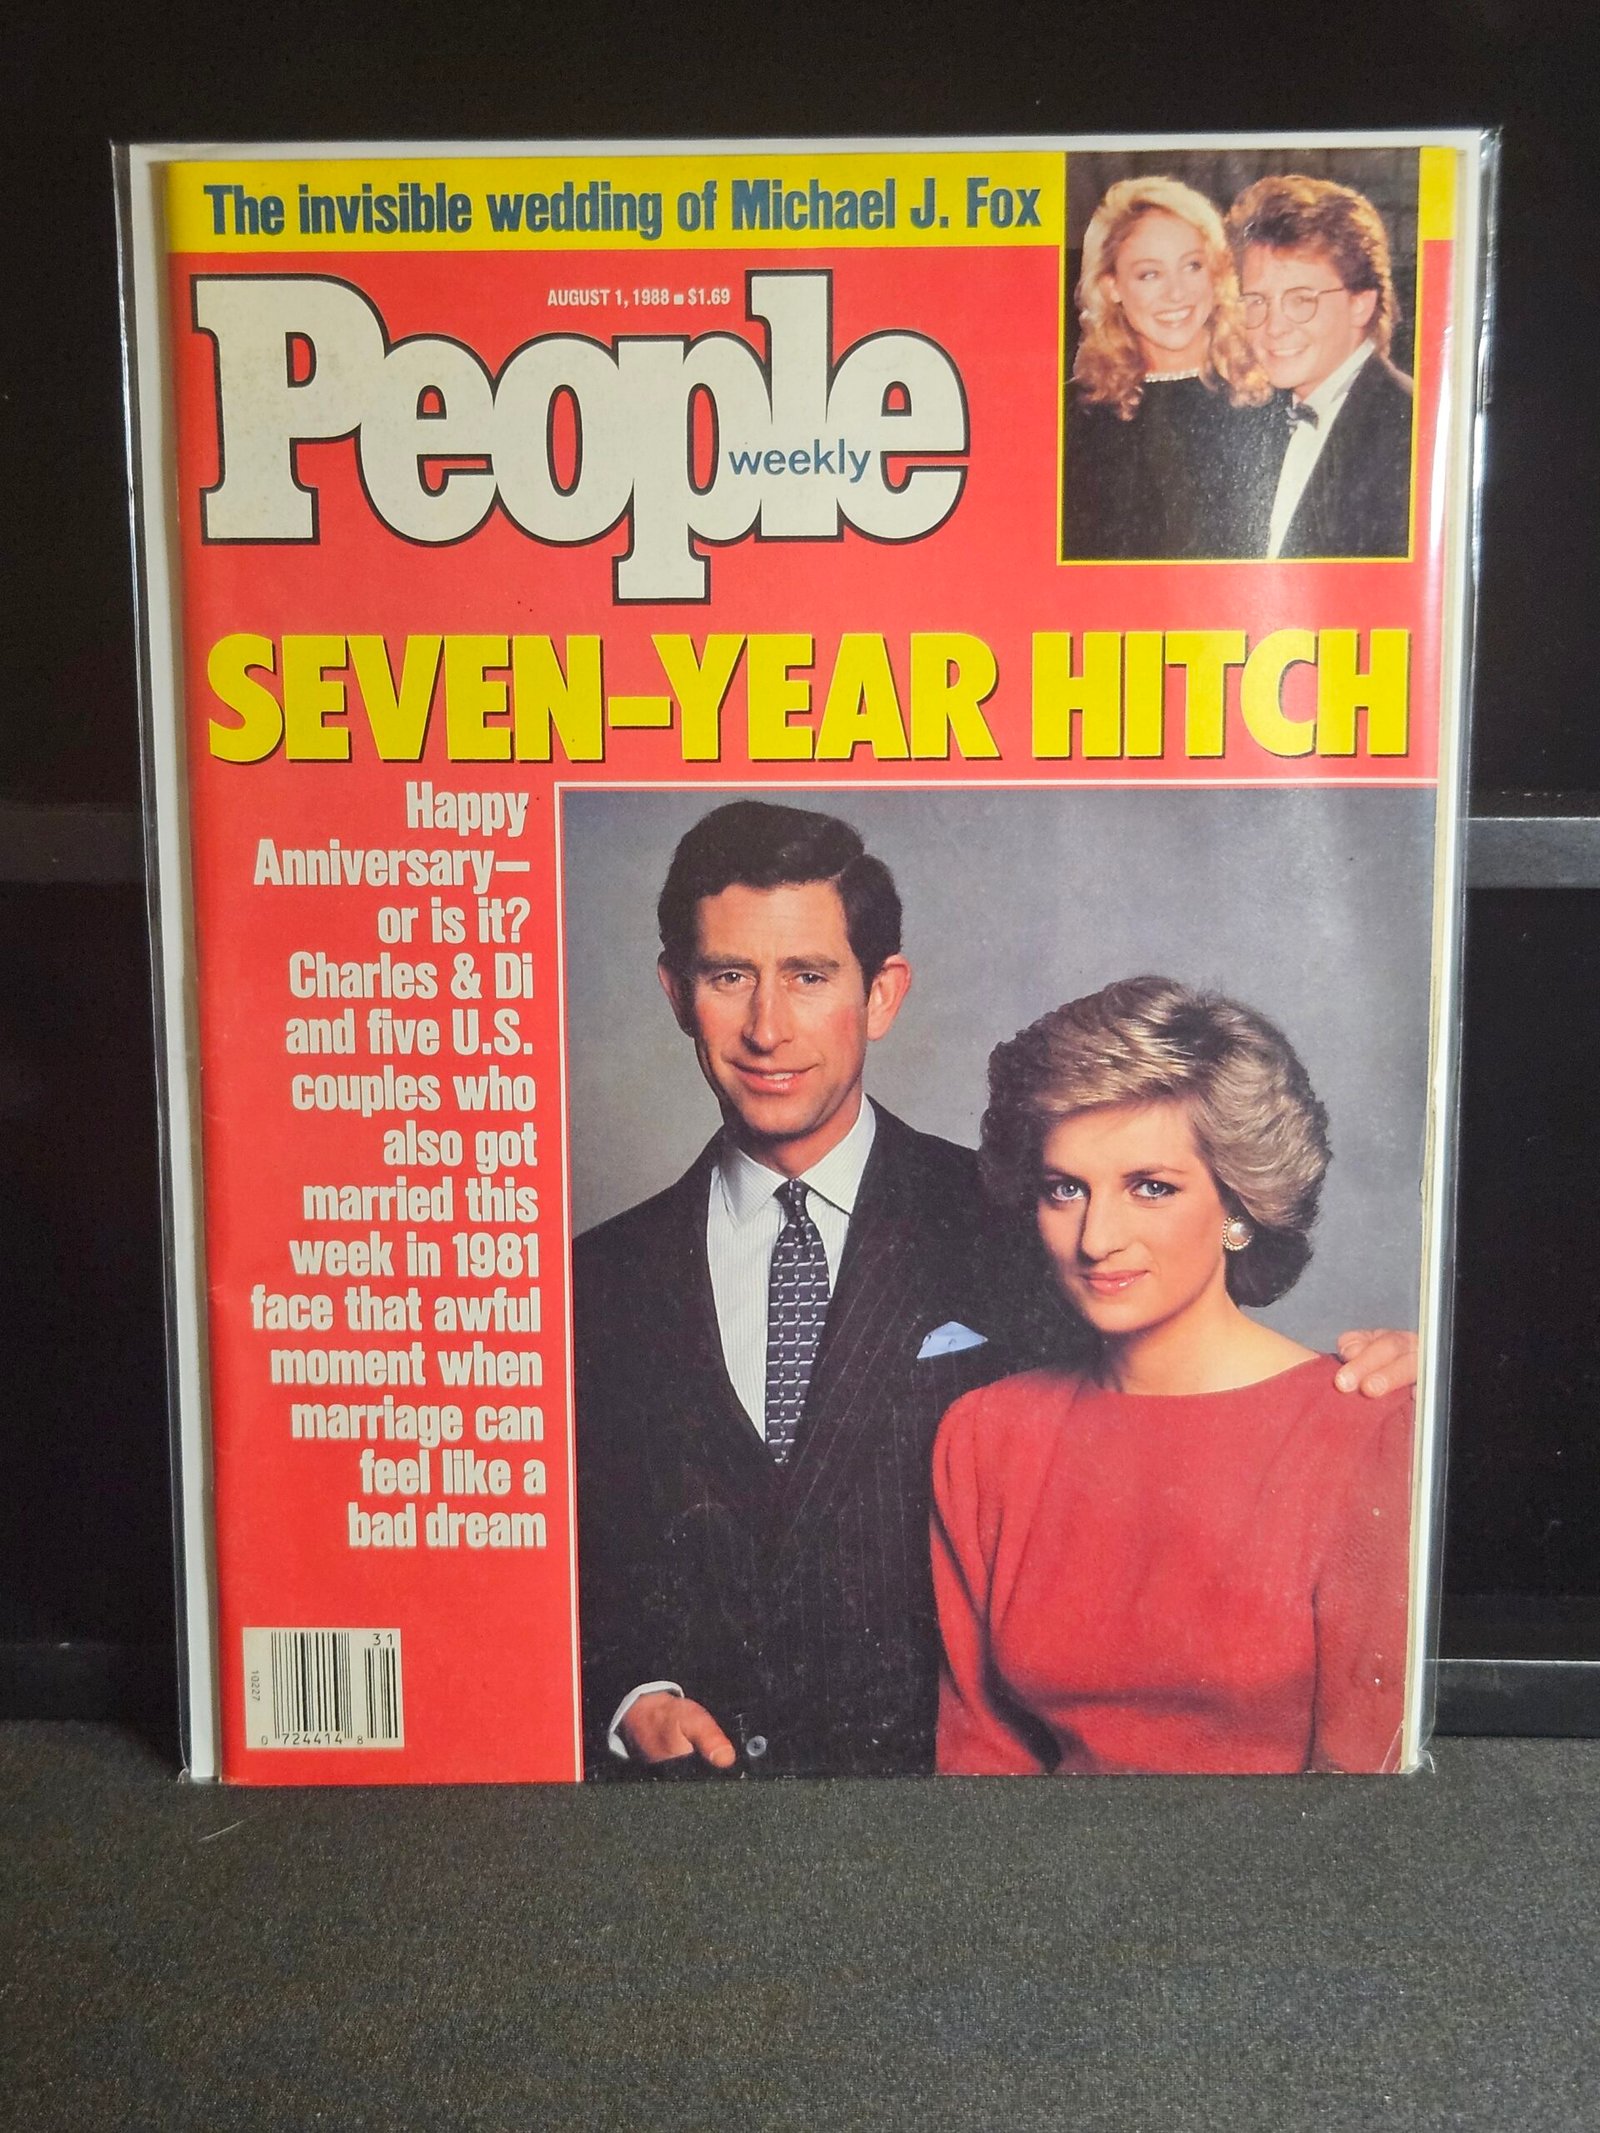 The invisible wedding of Michael J. Fox
AUGUST 1, 1988 ■ $1.69
People
weekly
SEVEN-YEAR HITCH
Happy
Anniversary—
or is it?
Charles & Di
and five U.S.
couples who
also got
married this
week in 1981
face that awful
moment when
marriage can
feel like a
bad dream
31
10227
0 724414 8